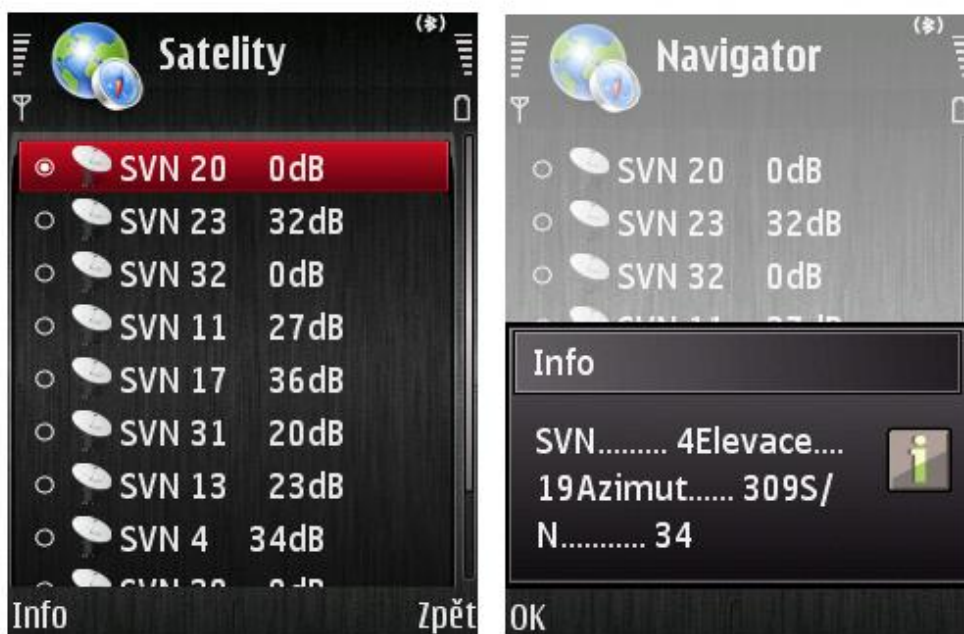 Satelity
SVN 20 0dB
SVN 23 32dB
SVN 32 0dB
SVN 11 27dB
SVN 17 36dB
SVN 31 20dB
SVN 13 23dB
SVN 4 34dB
Info Zpět
Navigator
SVN 20 0dB
SVN 23 32dB
SVN 32 0dB
Info
SVN......... 4Elevace....
19Azimut...... 309S/
N........... 34
OK